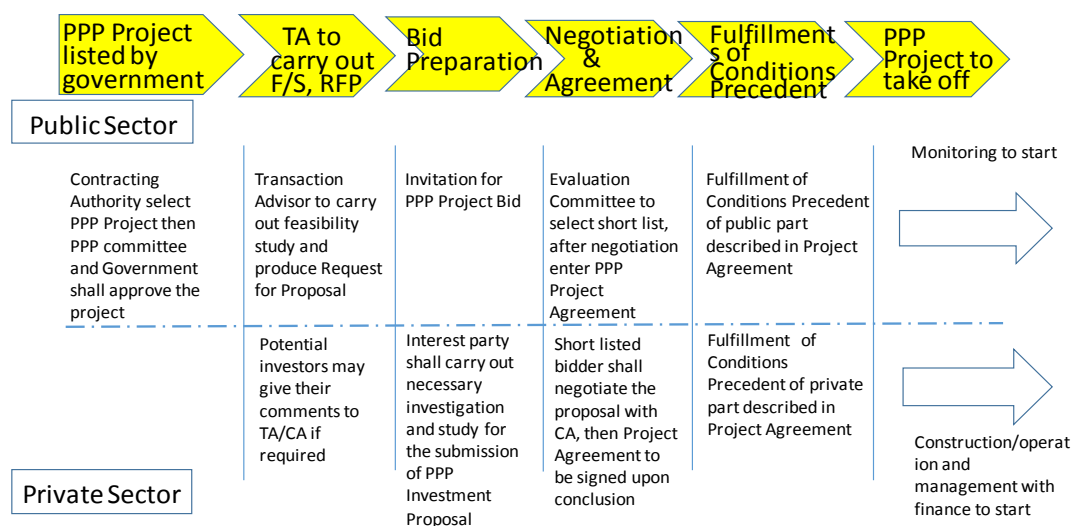 PPP Project
listed by
government
TA to
carry out
F/S, RFP
Bid
Preparation
Negotiation
&
Agreement
Fulfillment
s of
Conditions
Precedent
PPP
Project to
take off
Public Sector
Contracting
Authority select
PPP Project then
PPP committee
and Government
shall approve the
project
Transaction
Advisor to carry
out feasibility
study and
produce Request
for Proposal
Invitation for
PPP Project Bid
Evaluation
Committee to
select short list,
after negotiation
enter PPP
Project
Agreement
Fulfillment of
Conditions Precedent
of public part
described in Project
Agreement
Monitoring to start
Potential
investors may
give their
comments to
TA/CA if
required
Interest party
shall carry out
necessary
investigation
and study for
the submission
of PPP
Investment
Proposal
Short listed
bidder shall
negotiate the
proposal with
CA, then Project
Agreement to
be signed upon
conclusion
Fulfillment of
Conditions
Precedent of private
part described in
Project Agreement
Construction/operat
ion and
management with
finance to start
Private Sector